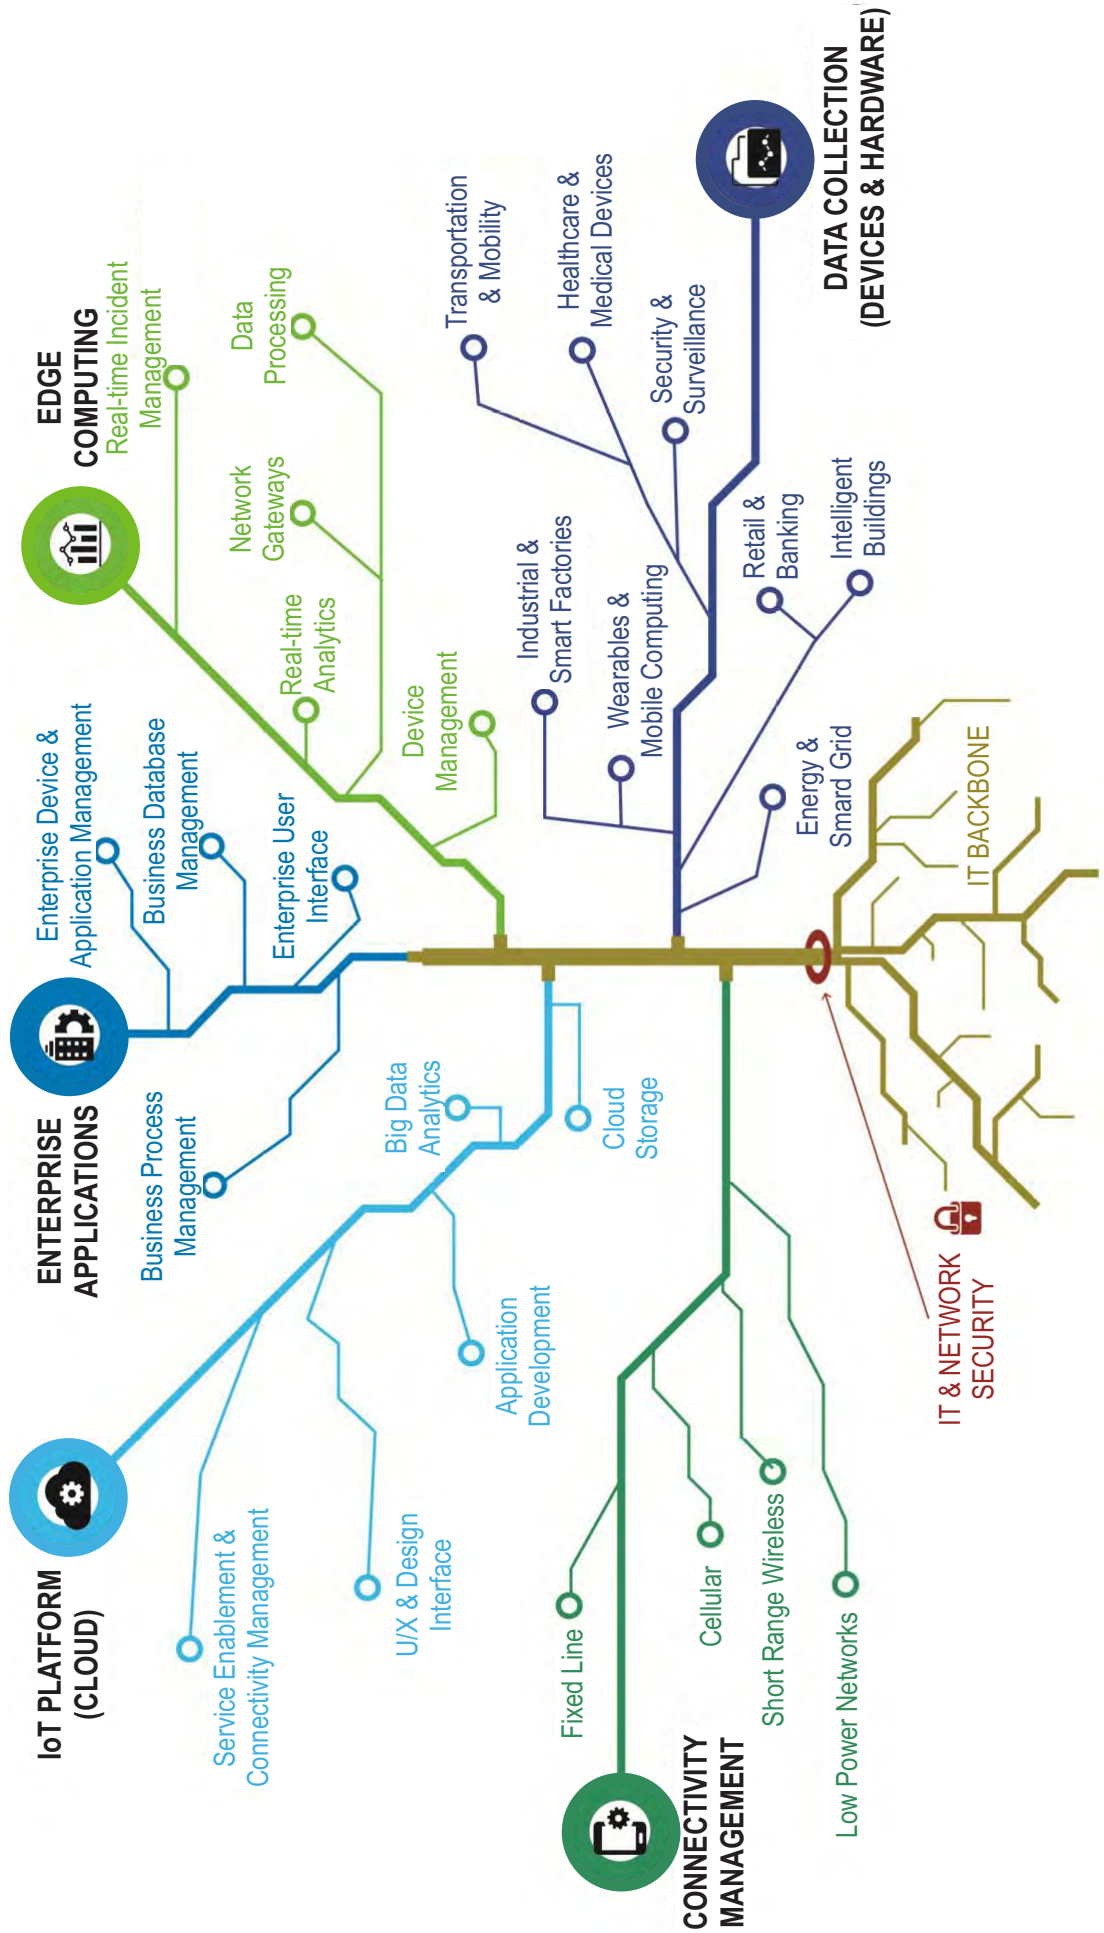 IoT PLATFORM
(CLOUD)
Service Enablement &
Connectivity Management
U/X & Design
Interface
Application
Development
Big Data
Analytics
Cloud
Storage
ENTERPRISE
APPLICATIONS
Business Process
Management
Enterprise Device &
Application Management
Business Database
Management
Enterprise User
Interface
EDGE
COMPUTING
Real-time Incident
Management
Data
Processing
Network
Gateways
Real-time
Analytics
Device
Management
CONNECTIVITY
MANAGEMENT
Fixed Line
Cellular
Short Range Wireless
Low Power Networks
DATA COLLECTION
(DEVICES & HARDWARE)
Transportation
& Mobility
Healthcare &
Medical Devices
Security &
Surveillance
Industrial &
Smart Factories
Wearables &
Mobile Computing
Retail &
Banking
Intelligent
Buildings
Energy &
Smard Grid
IT & NETWORK
SECURITY
IT BACKBONE